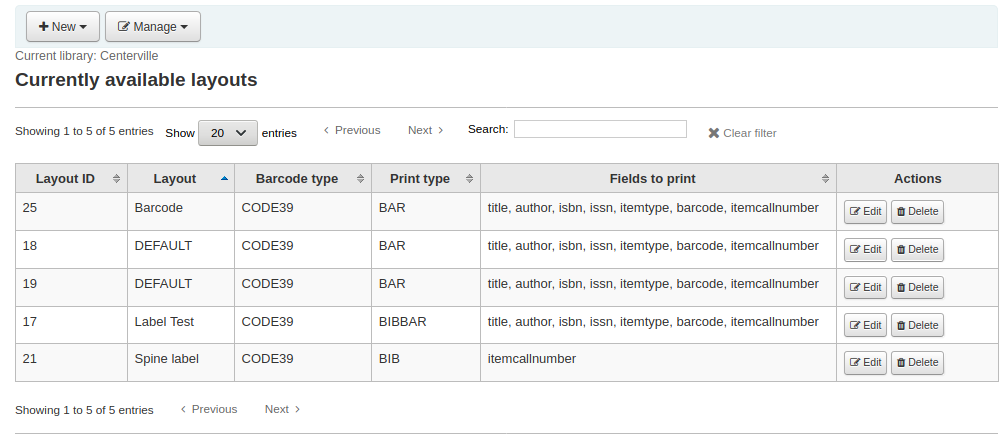 New Manage
Current library: Centerville
Currently available layouts
Showing 1 to 5 of 5 entries Show 20 entries Previous Next Search: Clear filter
Layout ID Layout Barcode type Print type Fields to print Actions
25 Barcode CODE39 BAR title, author, isbn, issn, itemtype, barcode, itemcallnumber Edit Delete
18 DEFAULT CODE39 BAR title, author, isbn, issn, itemtype, barcode, itemcallnumber Edit Delete
19 DEFAULT CODE39 BAR title, author, isbn, issn, itemtype, barcode, itemcallnumber Edit Delete
17 Label Test CODE39 BIBBAR title, author, isbn, issn, itemtype, barcode, itemcallnumber Edit Delete
21 Spine label CODE39 BIB itemcallnumber Edit Delete
Showing 1 to 5 of 5 entries Previous Next